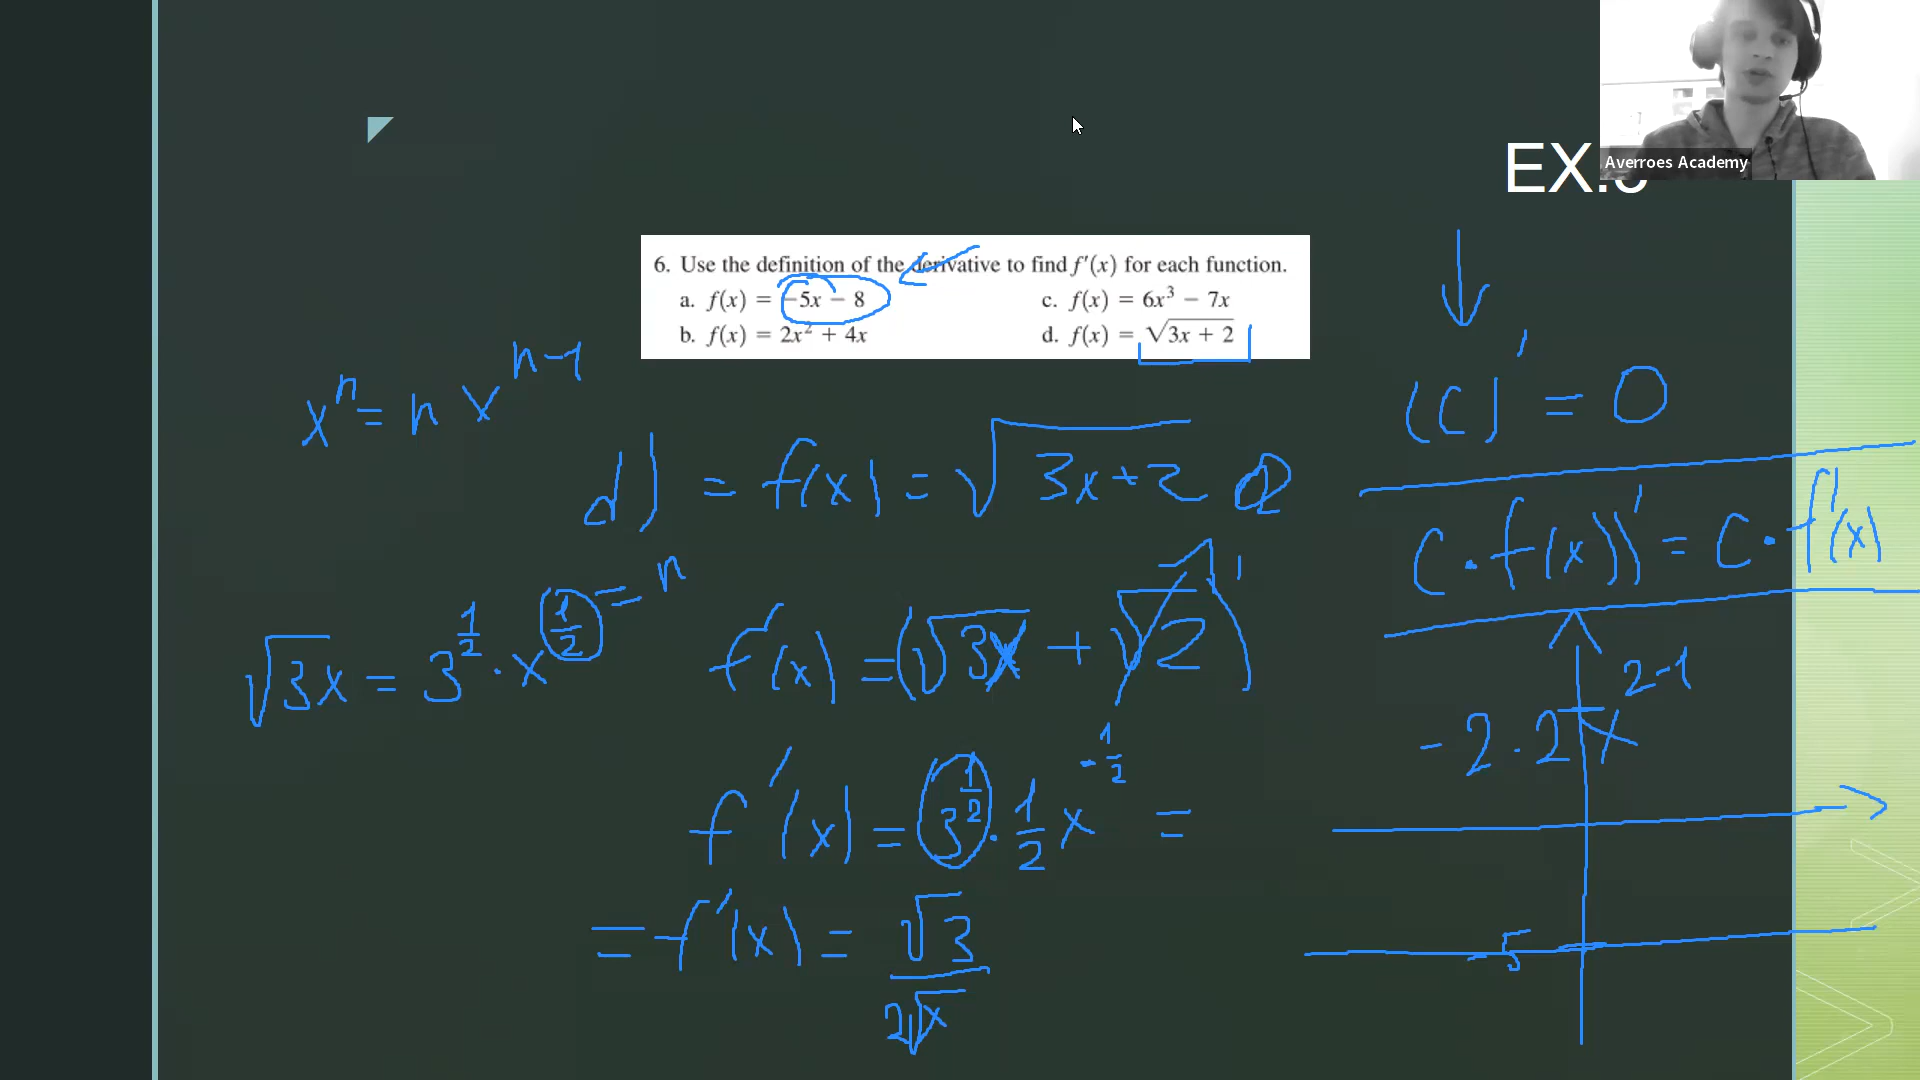 Averroes Academy
EX.
6. Use the definition of the derivative to find f′(x) for each function.
a. f(x) = −5x − 8
b. f(x) = 2x² + 4x
c. f(x) = 6x³ − 7x
d. f(x) = √(3x + 2)
xⁿ = n x^(n-1)
(C)' = 0
d) = f(x) = √(3x+2)
C · f(x))' = C · f'(x)
√(3x) = 3^(1/2) · x^(1/2) = n
f'(x) = (√(3x) + √2)'
-2 · 2 x^(2-1)
f'(x) = 3^(1/2) · 1/2 x^(-1/2) =
= f'(x) = √3 / 2√x
-5